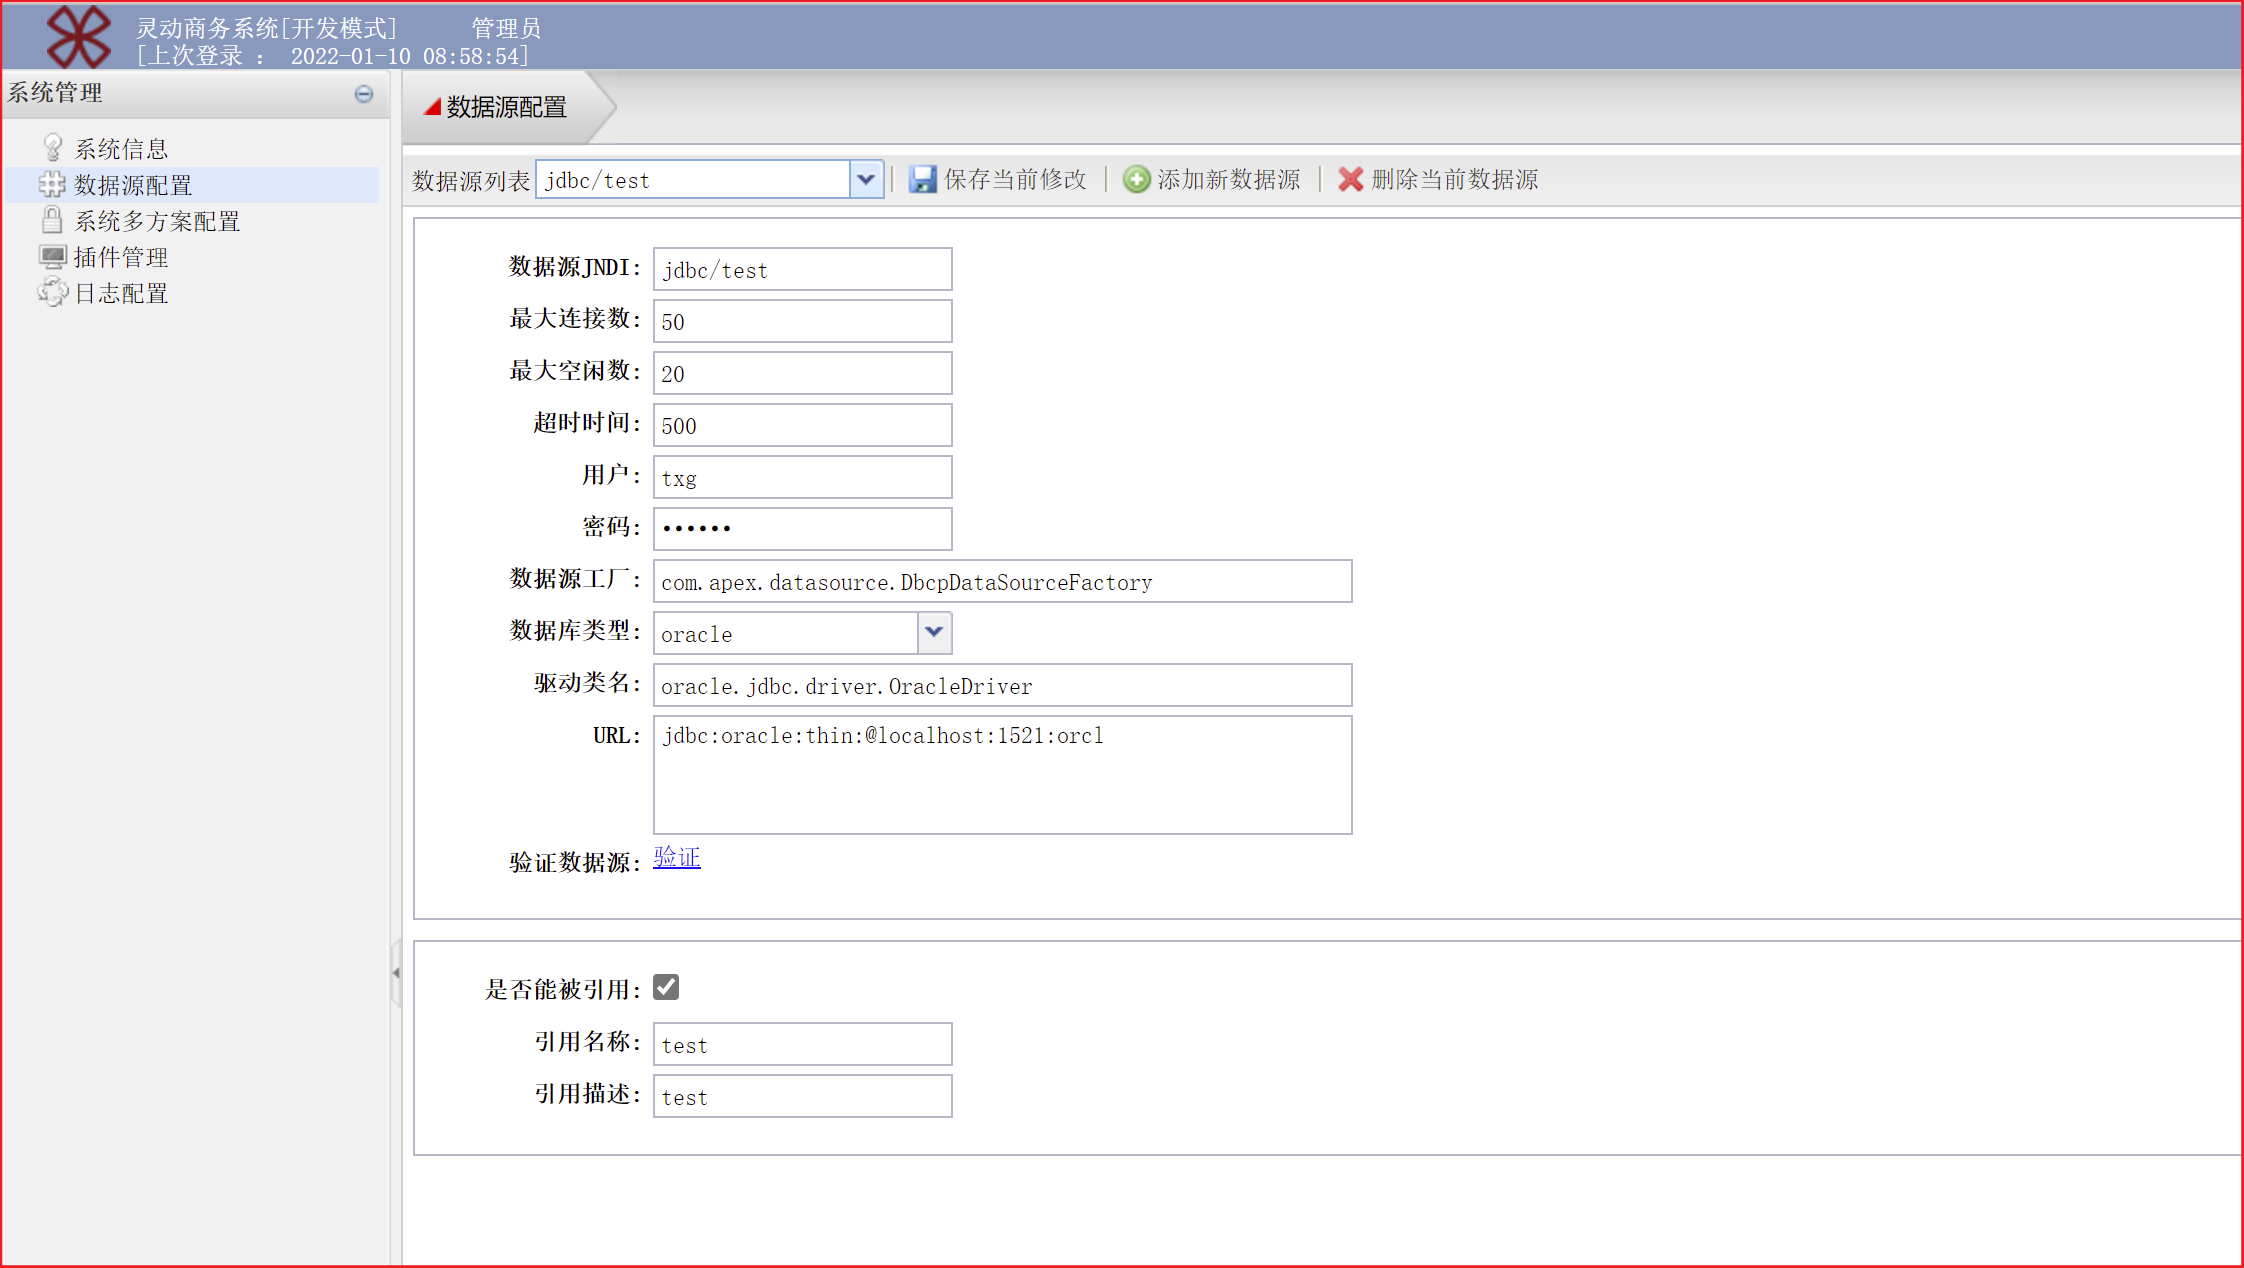 灵动商务系统[开发模式] 管理员
[上次登录 : 2022-01-10 08:58:54]
系统管理
系统信息
数据源配置
系统多方案配置
插件管理
日志配置
数据源配置
数据源列表 jdbc/test 保存当前修改 添加新数据源 删除当前数据源
数据源JNDI: jdbc/test
最大连接数: 50
最大空闲数: 20
超时时间: 500
用户: txg
密码: ••••••
数据源工厂: com.apex.datasource.DbcpDataSourceFactory
数据库类型: oracle
驱动类名: oracle.jdbc.driver.OracleDriver
URL: jdbc:oracle:thin:@localhost:1521:orcl
验证数据源: 验证
是否能被引用:
引用名称: test
引用描述: test